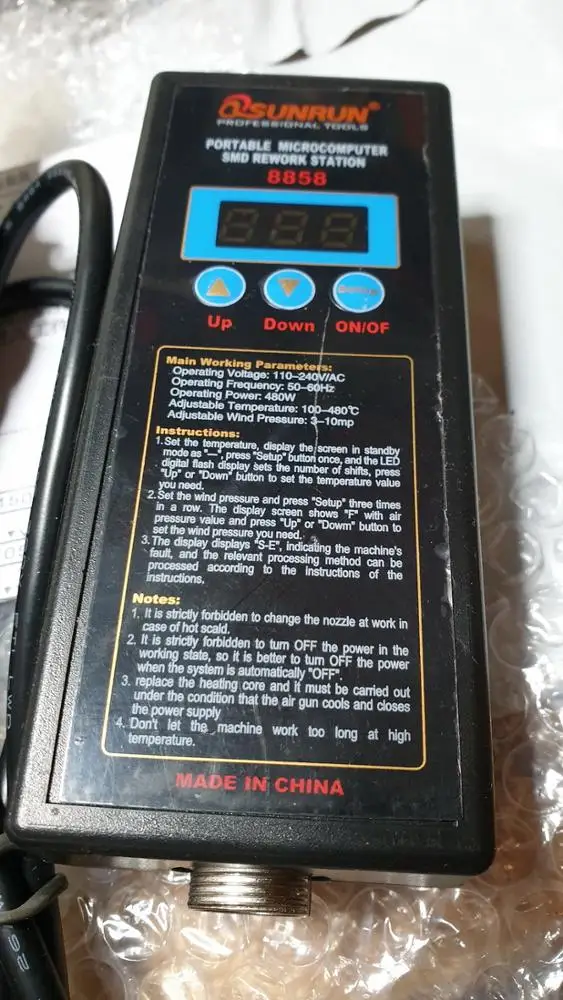 SUNRUN®
PROFESSIONAL TOOLS
PORTABLE MICROCOMPUTER
SMD REWORK STATION
8858
Up Down ON/OF
Main Working Parameters:
Operating Voltage: 110-240V/AC
Operating Frequency: 50-60Hz
Operating Power: 480W
Adjustable Temperature: 100-480℃
Adjustable Wind Pressure: 3-10mp
Instructions:
1.Set the temperature, display the screen in standby
mode as "—", press "Setup" button once, and the LED
digital flash display sets the number of shifts, press
"Up" or "Down" button to set the temperature value
you need.
2.Set the wind pressure and press "Setup" three times
in a row. The display screen shows "F" with air
pressure value and press "Up" or "Dowm" button to
set the wind pressure you need.
3.The display displays "S-E", indicating the machine's
fault, and the relevant processing method can be
processed according to the instructions of the
instructions.
Notes:
1. It is strictly forbidden to change the nozzle at work in
case of hot scald.
2. It is strictly forbidden to turn OFF the power in the
working state, so it is better to turn OFF the power
when the system is automatically "OFF".
3. replace the heating core and it must be carried out
under the condition that the air gun cools and closes
the power supply
4. Don't let the machine work too long at high
temperature.
MADE IN CHINA